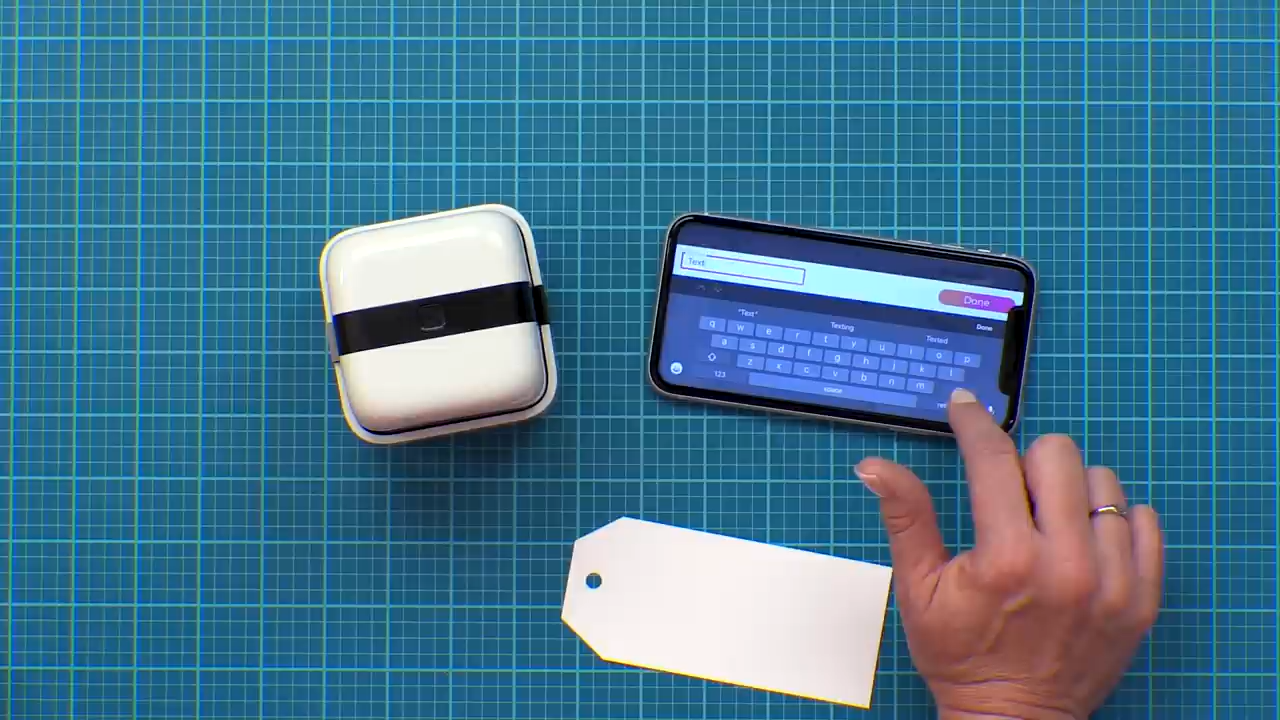 Text
Done
Done
"Text" Texting Texted
q w e r t y u i o p
a s d f g h j k l
z x c v b n m
123 space